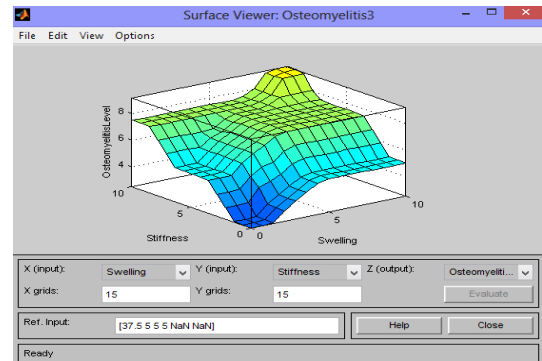 Surface Viewer: Osteomyelitis3
File Edit View Options
OsteomyelitisLevel
8
6
4
10
5
0
0
5
10
Stiffness
Swelling
X (input): Swelling Y (input): Stiffness Z (output): Osteomyeliti...
X grids: 15 Y grids: 15 Evaluate
Ref. Input: [37.5 5 5 5 NaN NaN] Help Close
Ready